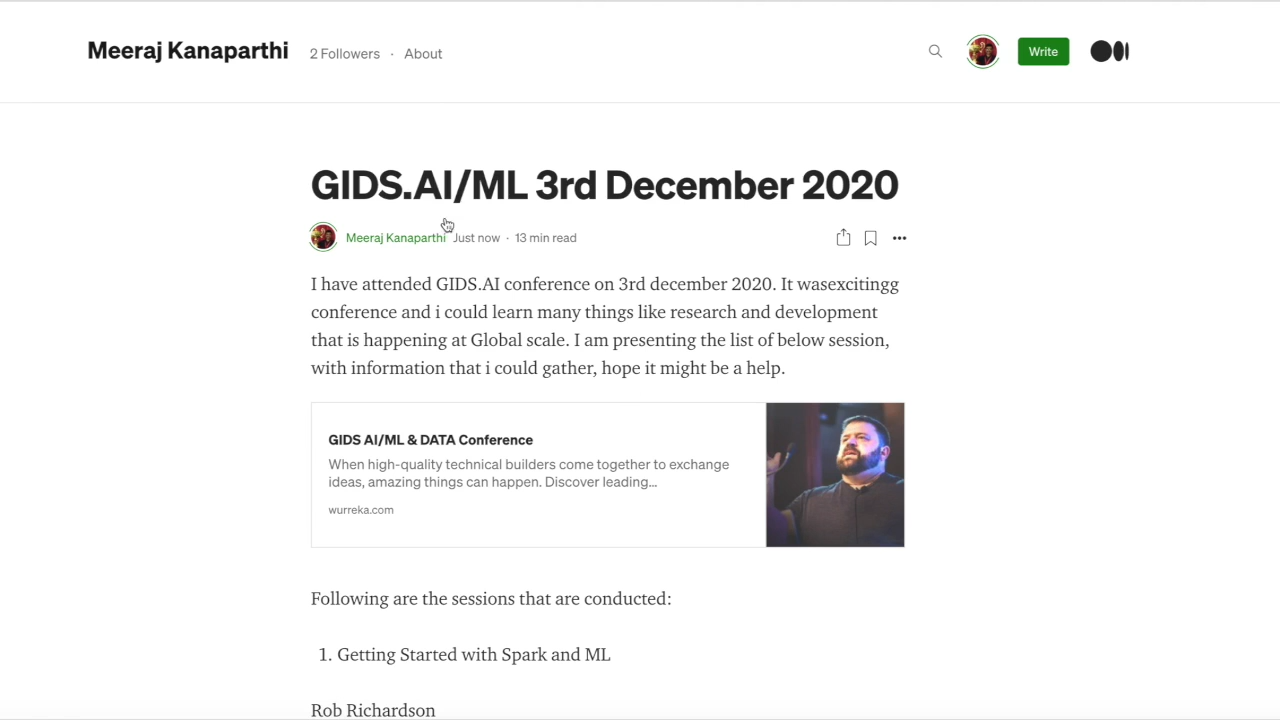 Meeraj Kanaparthi 2 Followers · About Write
GIDS.AI/ML 3rd December 2020
Meeraj Kanaparthi Just now · 13 min read
I have attended GIDS.AI conference on 3rd december 2020. It wasexcitingg
conference and i could learn many things like research and development
that is happening at Global scale. I am presenting the list of below session,
with information that i could gather, hope it might be a help.
GIDS AI/ML & DATA Conference
When high-quality technical builders come together to exchange
ideas, amazing things can happen. Discover leading...
wurreka.com
Following are the sessions that are conducted:
1. Getting Started with Spark and ML
Rob Richardson